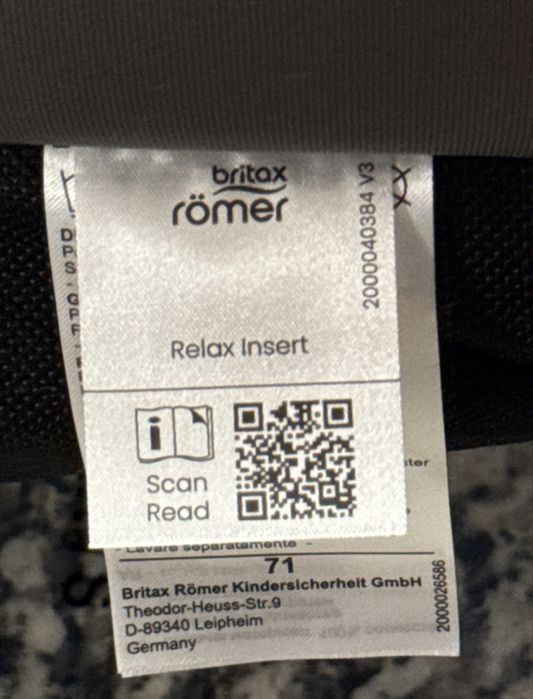 britax
römer
2000040384 V3
Relax Insert
Scan
Read
Lavare separatamente -
71
Britax Römer Kindersicherheit GmbH
Theodor-Heuss-Str.9
D-89340 Leipheim
Germany
2000026586